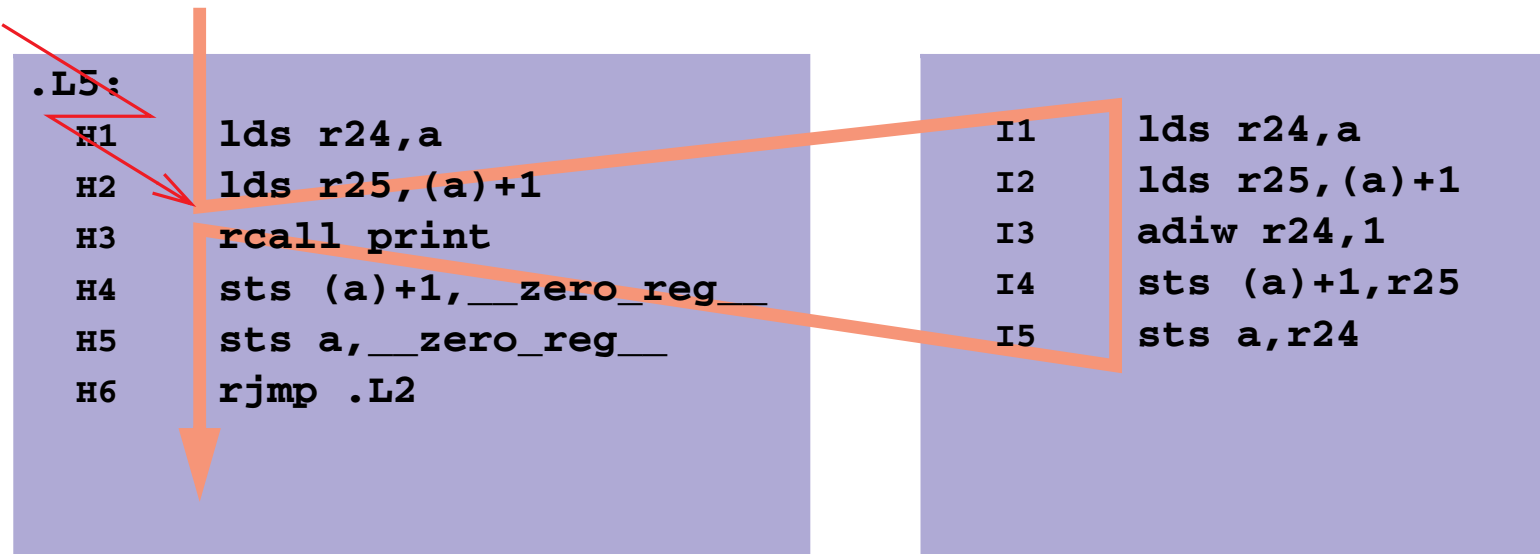 .L5:
H1 lds r24,a
H2 lds r25,(a)+1
H3 rcall print
H4 sts (a)+1,__zero_reg__
H5 sts a,__zero_reg__
H6 rjmp .L2
I1 lds r24,a
I2 lds r25,(a)+1
I3 adiw r24,1
I4 sts (a)+1,r25
I5 sts a,r24